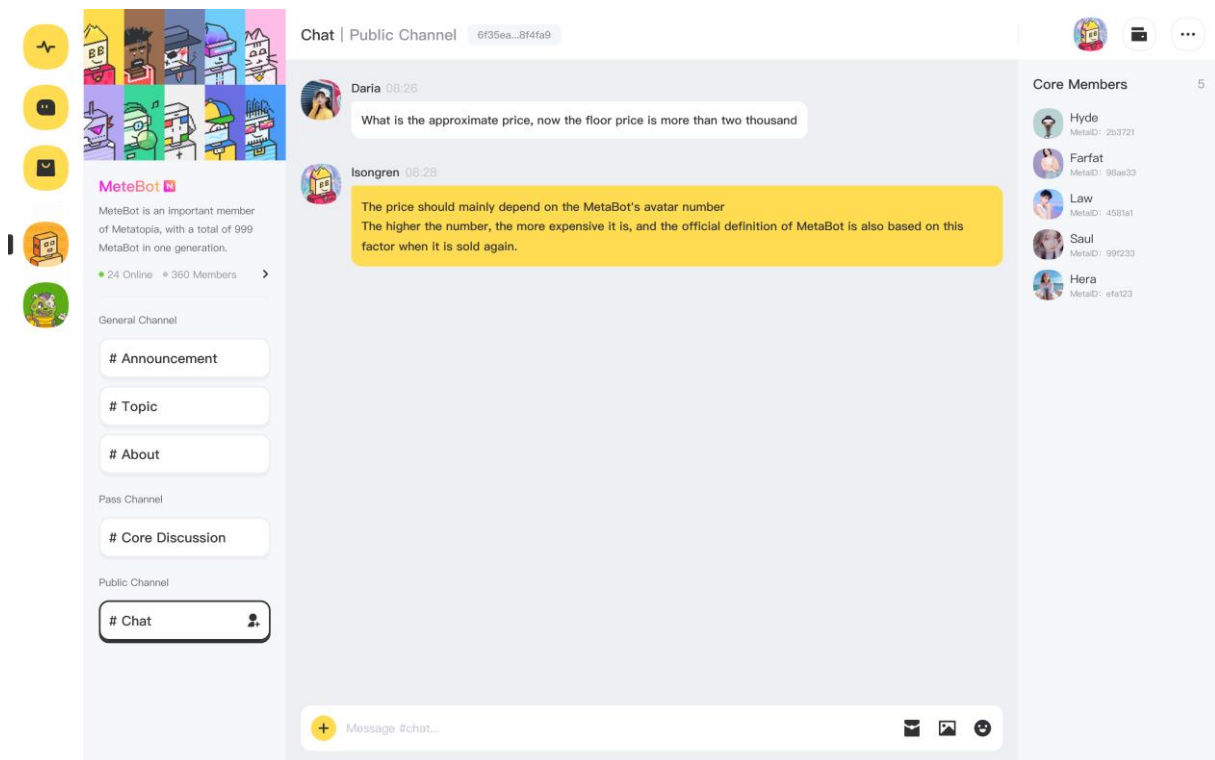 Chat | Public Channel 6f35ea...8f4fa9
BB
MeteBot N
MeteBot is an important member
of Metatopia, with a total of 999
MetaBot in one generation.
24 Online 360 Members >
General Channel
# Announcement
# Topic
# About
Pass Channel
# Core Discussion
Public Channel
# Chat
Daria 08:26
What is the approximate price, now the floor price is more than two thousand
Isongren 08:28
The price should mainly depend on the MetaBot's avatar number
The higher the number, the more expensive it is, and the official definition of MetaBot is also based on this
factor when it is sold again.
Message #chat...
Core Members 5
Hyde
MetaID: 2b3721
Farfat
MetaID: 98ae33
Law
MetaID: 4581a1
Saul
MetaID: 99f233
Hera
MetaID: efa123